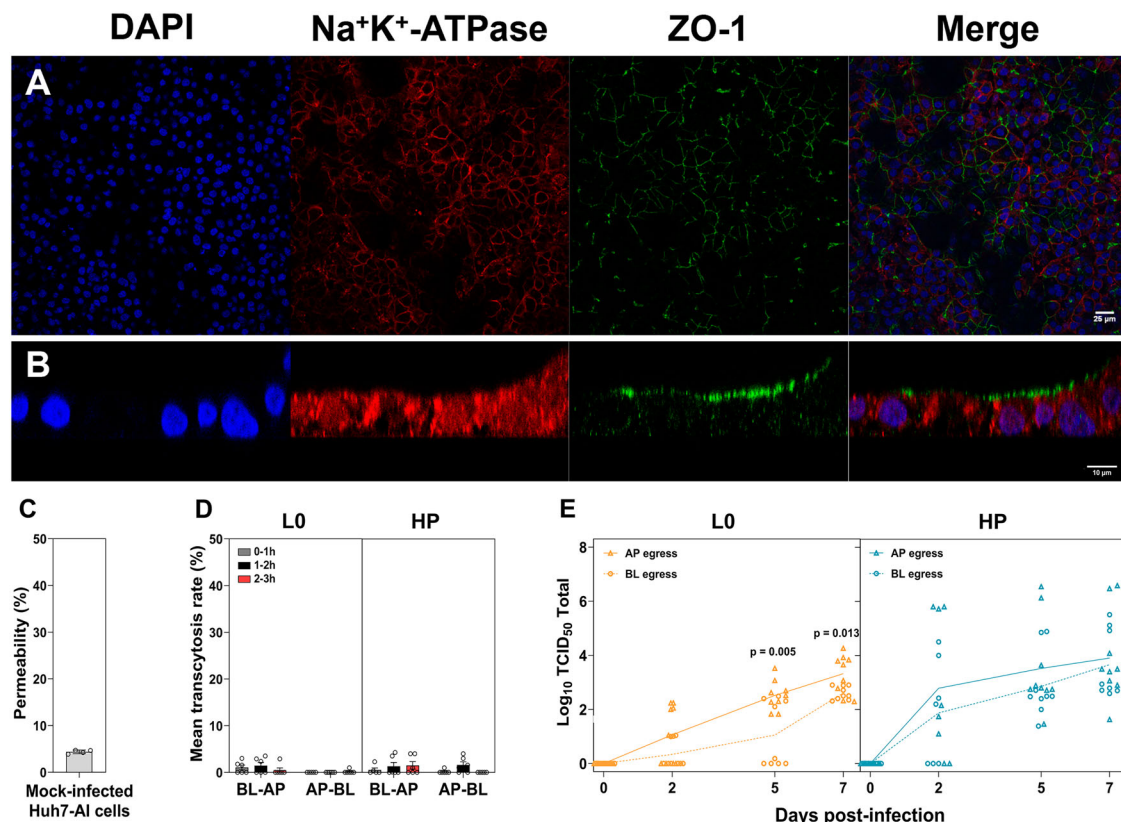 DAPI Na⁺K⁺-ATPase ZO-1 Merge
A
25 µm
B
10 µm
C
Permeability (%)
50
40
30
20
10
0
Mock-infected
Huh7-AI cells
D
L0 HP
Mean transcytosis rate (%)
50
40
30
20
10
0
0-1h
1-2h
2-3h
BL-AP AP-BL BL-AP AP-BL
E
L0 HP
Log₁₀ TCID₅₀ Total
8
6
4
2
0
AP egress
BL egress
p = 0.005
p = 0.013
AP egress
BL egress
0 2 5 7 0 2 5 7
Days post-infection